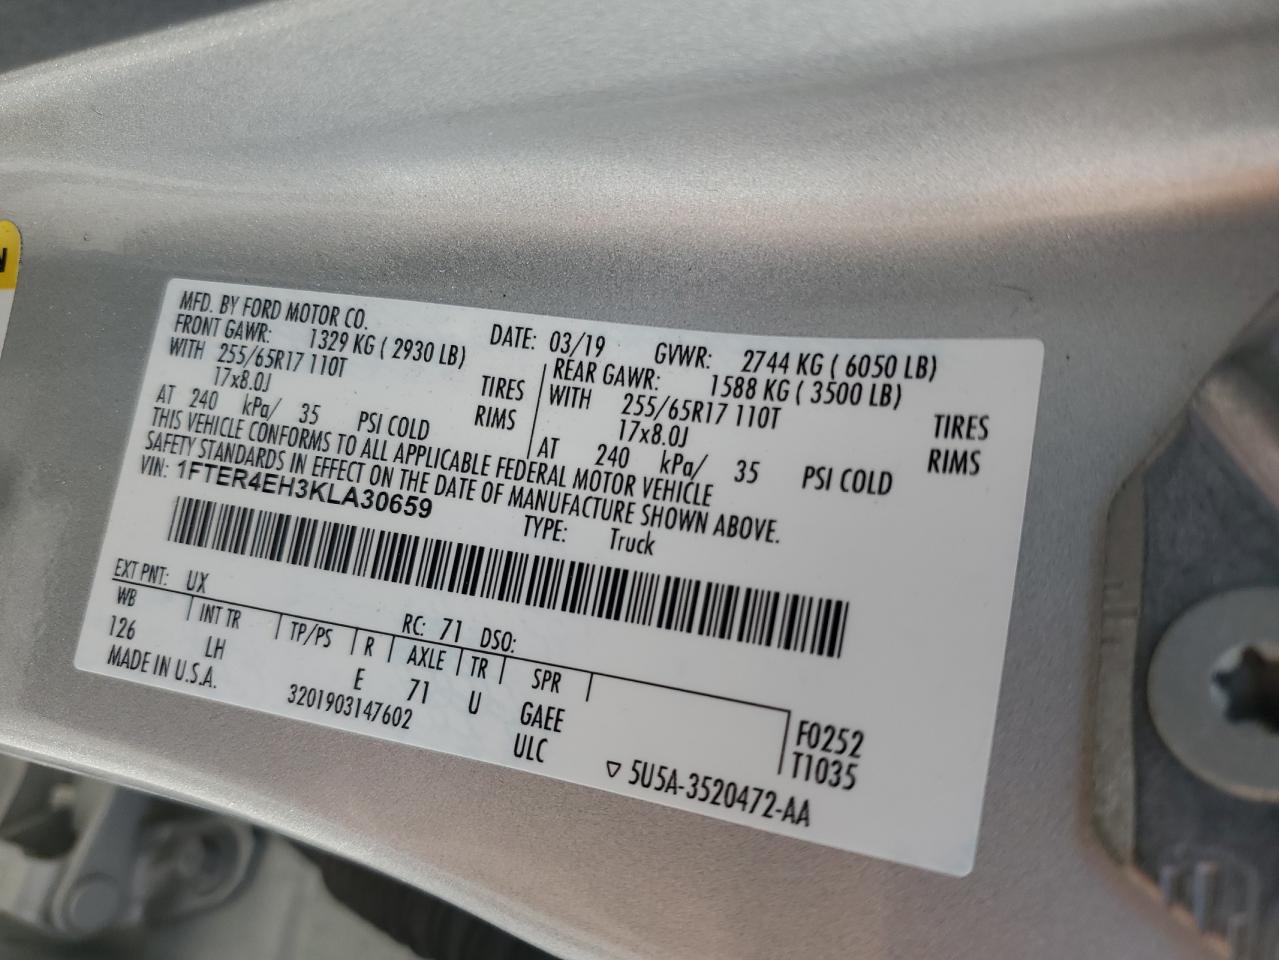 N
MFD. BY FORD MOTOR CO. DATE: 03/19 GVWR: 2744 KG ( 6050 LB)
FRONT GAWR: 1329 KG ( 2930 LB) REAR GAWR: 1588 KG ( 3500 LB)
WITH 255/65R17 110T TIRES WITH 255/65R17 110T TIRES
17x8.0J RIMS 17x8.0J RIMS
AT 240 kPa/ 35 PSI COLD AT 240 kPa/ 35 PSI COLD
THIS VEHICLE CONFORMS TO ALL APPLICABLE FEDERAL MOTOR VEHICLE
SAFETY STANDARDS IN EFFECT ON THE DATE OF MANUFACTURE SHOWN ABOVE.
VIN: 1FTER4EH3KLA30659 TYPE: Truck
EXT PNT: UX RC: 71 DSO:
WB INT TR TP/PS R AXLE TR SPR
126 LH E 71 U GAEE F0252
MADE IN U.S.A. 3201903147602 ULC T1035
▽ 5U5A-3520472-AA